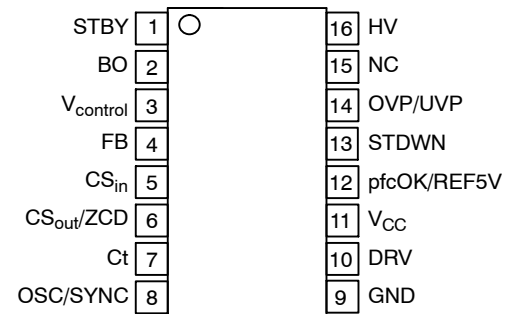 STBY 1 16 HV
BO 2 15 NC
Vcontrol 3 14 OVP/UVP
FB 4 13 STDWN
CSin 5 12 pfcOK/REF5V
CSout/ZCD 6 11 VCC
Ct 7 10 DRV
OSC/SYNC 8 9 GND